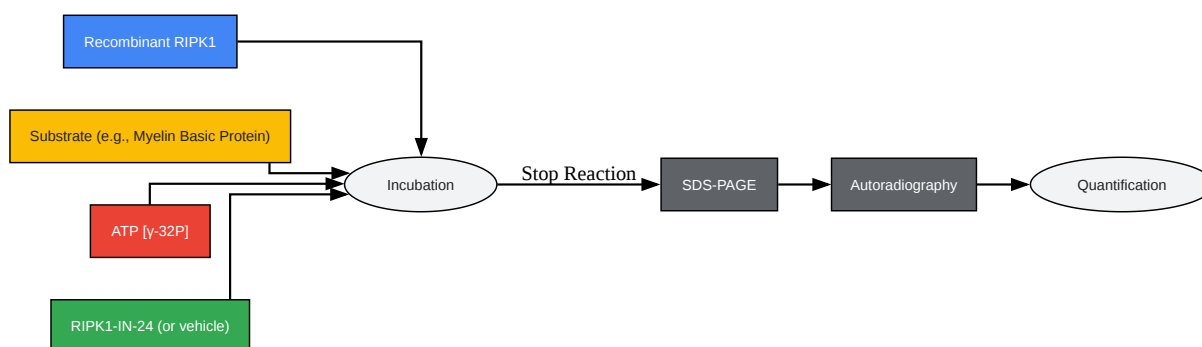 Recombinant RIPK1
Substrate (e.g., Myelin Basic Protein)
ATP [γ-32P]
RIPK1-IN-24 (or vehicle)
Incubation
Stop Reaction
SDS-PAGE
Autoradiography
Quantification